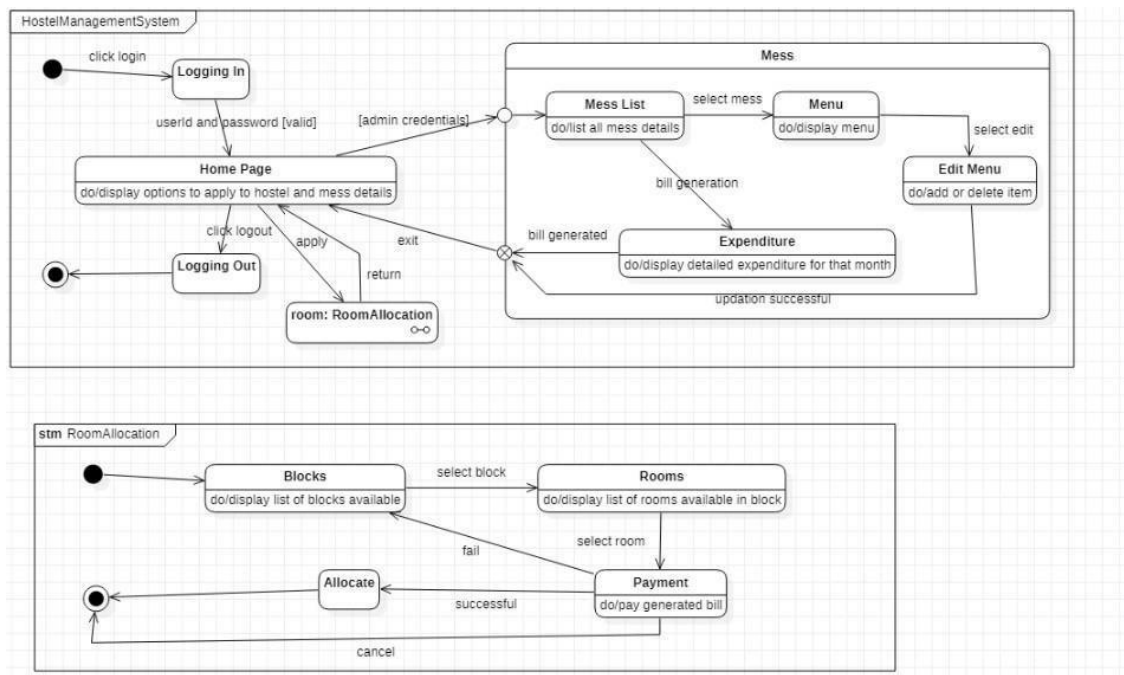 HostelManagementSystem
click login
Logging In
userId and password [valid]
[admin credentials]
Home Page
do/display options to apply to hostel and mess details
click logout
apply
exit
return
Logging Out
room: RoomAllocation
Mess
Mess List
do/list all mess details
select mess
Menu
do/display menu
select edit
Edit Menu
do/add or delete item
bill generation
bill generated
Expenditure
do/display detailed expenditure for that month
updation successful
stm RoomAllocation
Blocks
do/display list of blocks available
select block
Rooms
do/display list of rooms available in block
select room
fail
Allocate
successful
Payment
do/pay generated bill
cancel